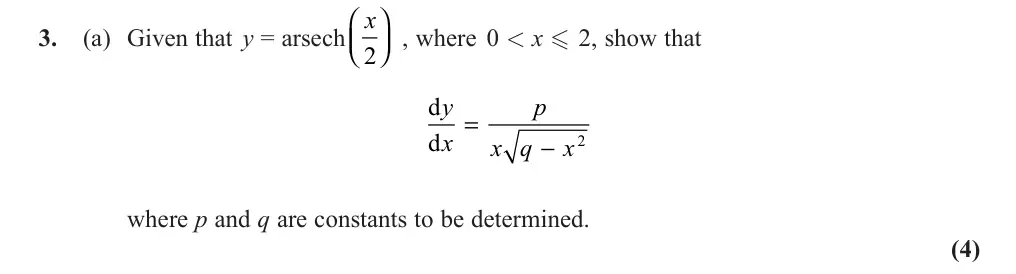 3. (a) Given that y = arsech(x/2), where 0 < x ⩽ 2, show that
dy/dx = p/(x√(q − x²))
where p and q are constants to be determined.
(4)